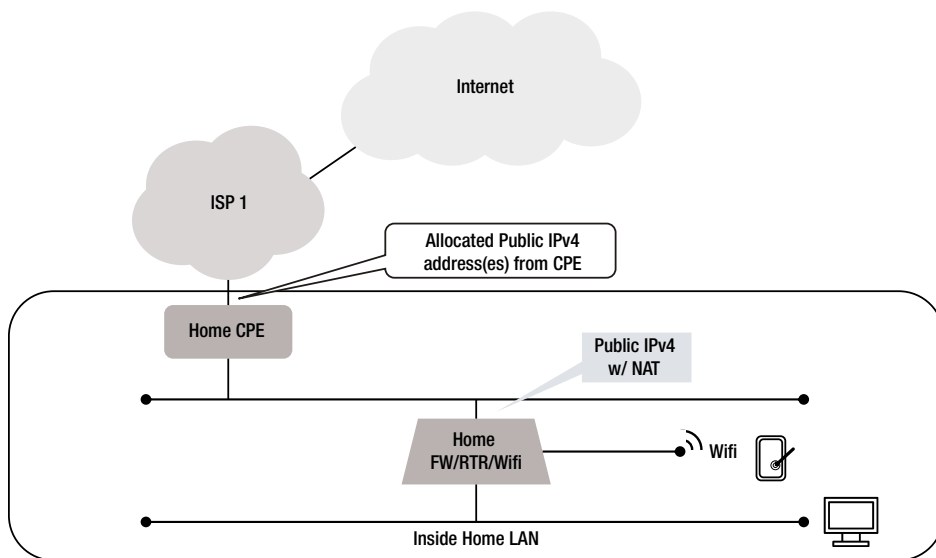 Internet
ISP 1
Allocated Public IPv4
address(es) from CPE
Home CPE
Public IPv4
w/ NAT
Home
FW/RTR/Wifi
Wifi
Inside Home LAN